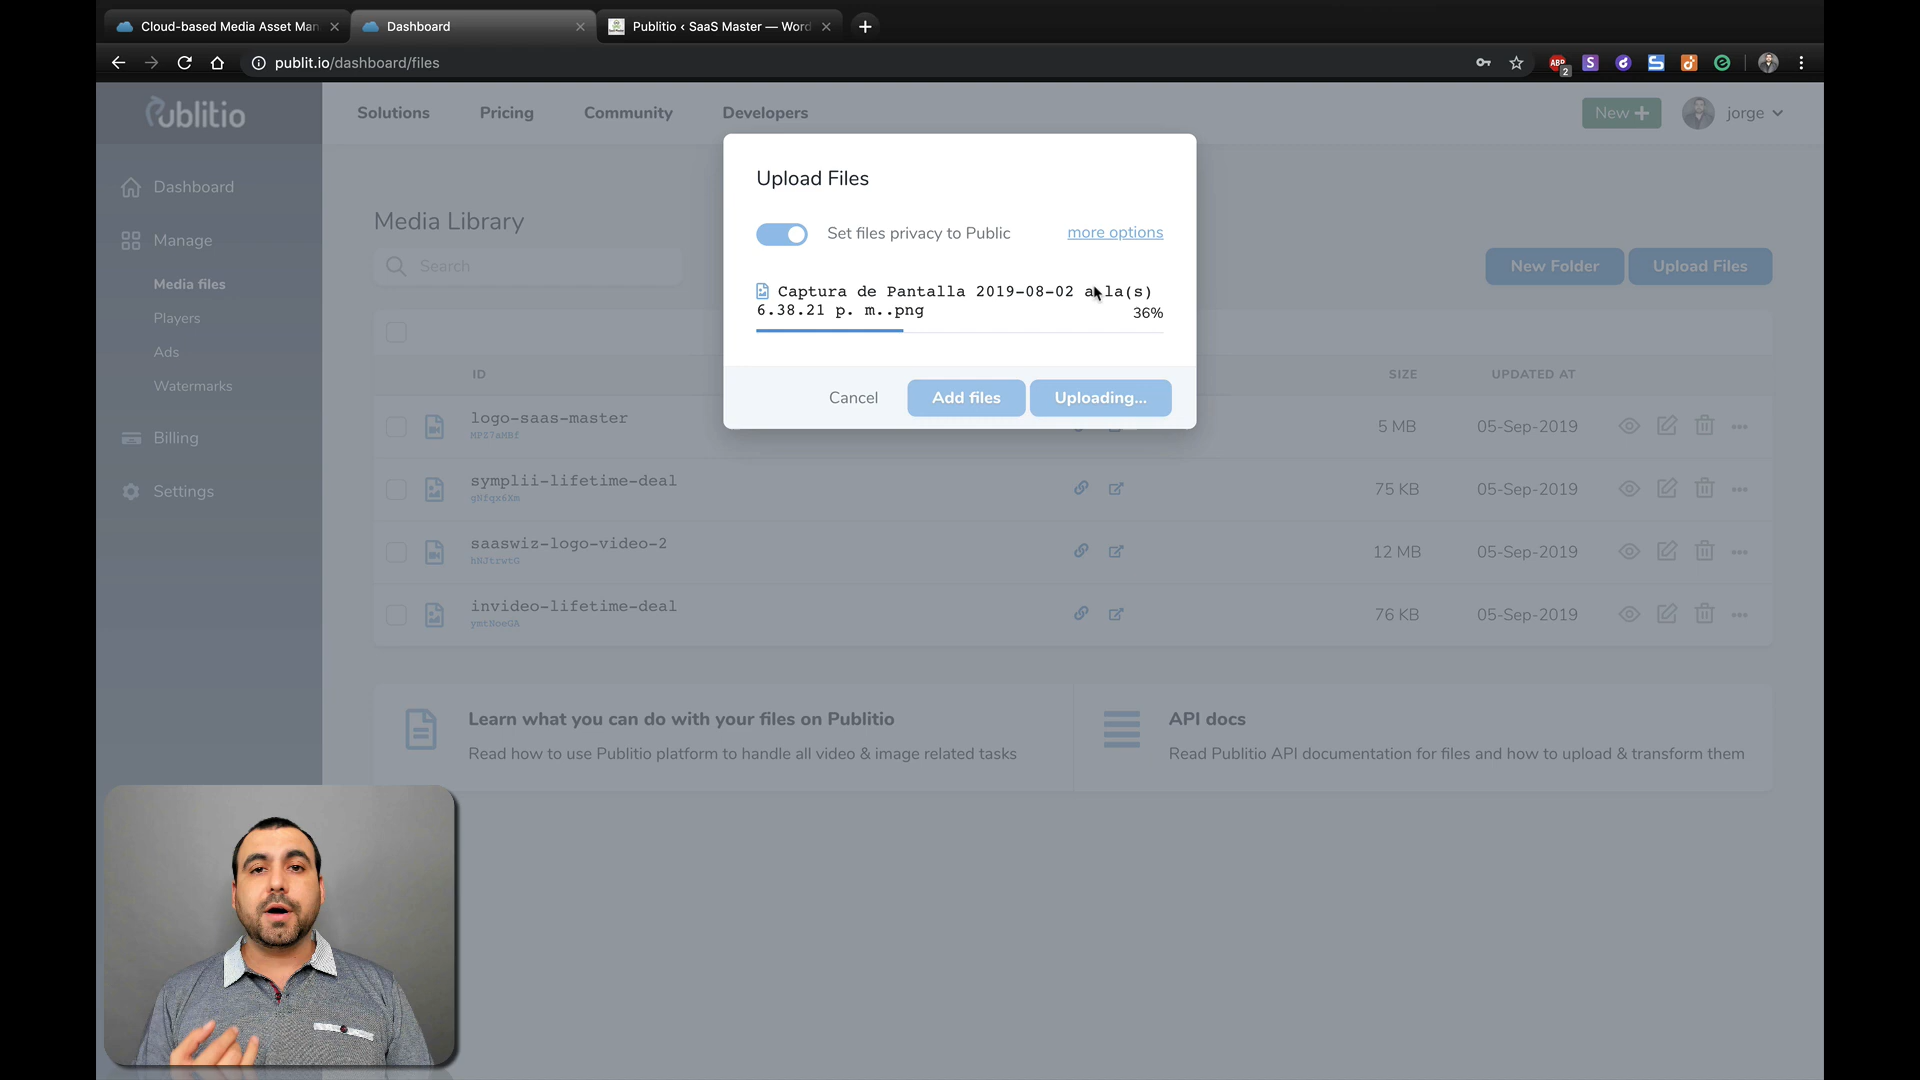 Cloud-based Media Asset Man
Dashboard
Publitio ‹ SaaS Master — Word
publit.io/dashboard/files
ABP
2
Publitio
Solutions
Pricing
Community
Developers
New
jorge
Dashboard
Manage
Media files
Players
Ads
Watermarks
Billing
Settings
Media Library
Search
New Folder
Upload Files
Upload Files
Set files privacy to Public
more options
Captura de Pantalla 2019-08-02 a la(s)
6.38.21 p. m..png
36%
Cancel
Add files
Uploading...
ID
SIZE
UPDATED AT
logo-saas-master
5 MB
05-Sep-2019
symplii-lifetime-deal
gNfqx6Xm
75 KB
05-Sep-2019
saaswiz-logo-video-2
hNJtrwtG
12 MB
05-Sep-2019
invideo-lifetime-deal
ymtNoeGA
76 KB
05-Sep-2019
Learn what you can do with your files on Publitio
Read how to use Publitio platform to handle all video & image related tasks
API docs
Read Publitio API documentation for files and how to upload & transform them